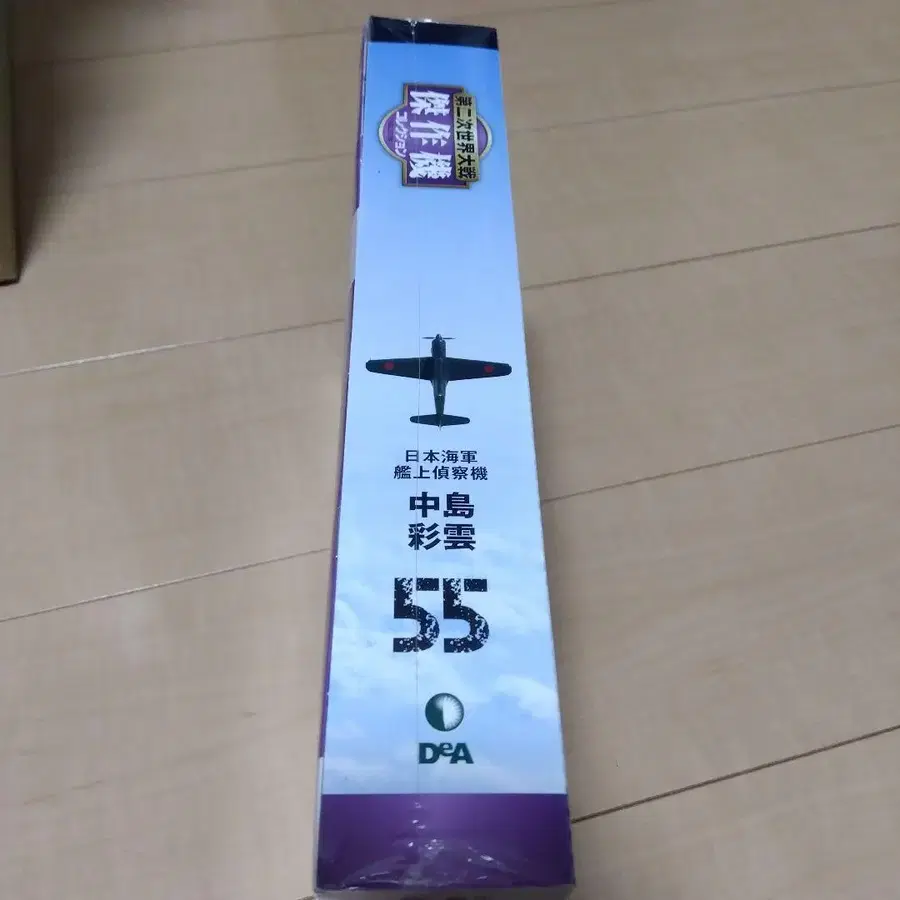 第二次世界大戦
傑作機
コレクション
日本海軍
艦上偵察機
中島
彩雲
55
DeA